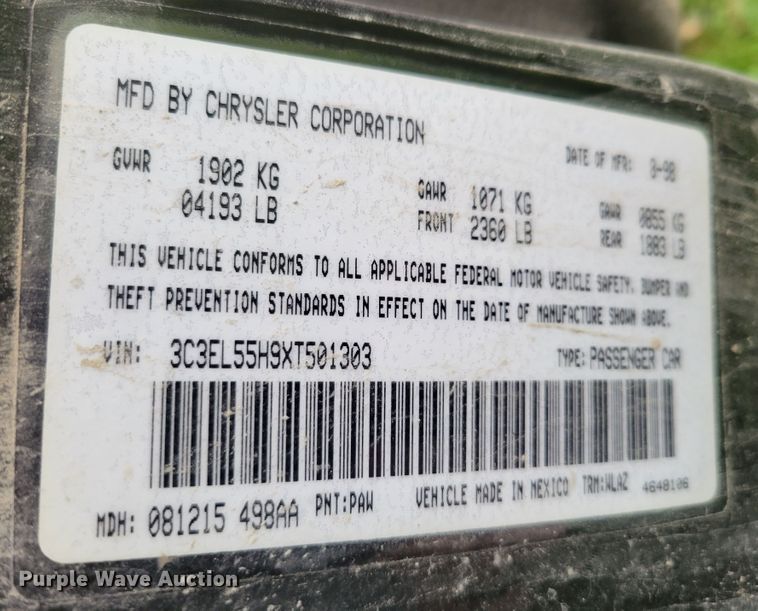 MFD BY CHRYSLER CORPORATION
DATE OF MFR: 8-98
GVWR 1902 KG
04193 LB
GAWR 1071 KG
FRONT 2360 LB
GAWR 0855 KG
REAR 1883 LB
THIS VEHICLE CONFORMS TO ALL APPLICABLE FEDERAL MOTOR VEHICLE SAFETY, BUMPER AND
THEFT PREVENTION STANDARDS IN EFFECT ON THE DATE OF MANUFACTURE SHOWN ABOVE.
VIN: 3C3EL55H9XT501303 TYPE: PASSENGER CAR
MDH: 081215 498AA PNT:PAW VEHICLE MADE IN MEXICO TRM:WLAZ 4648106
Purple Wave Auction